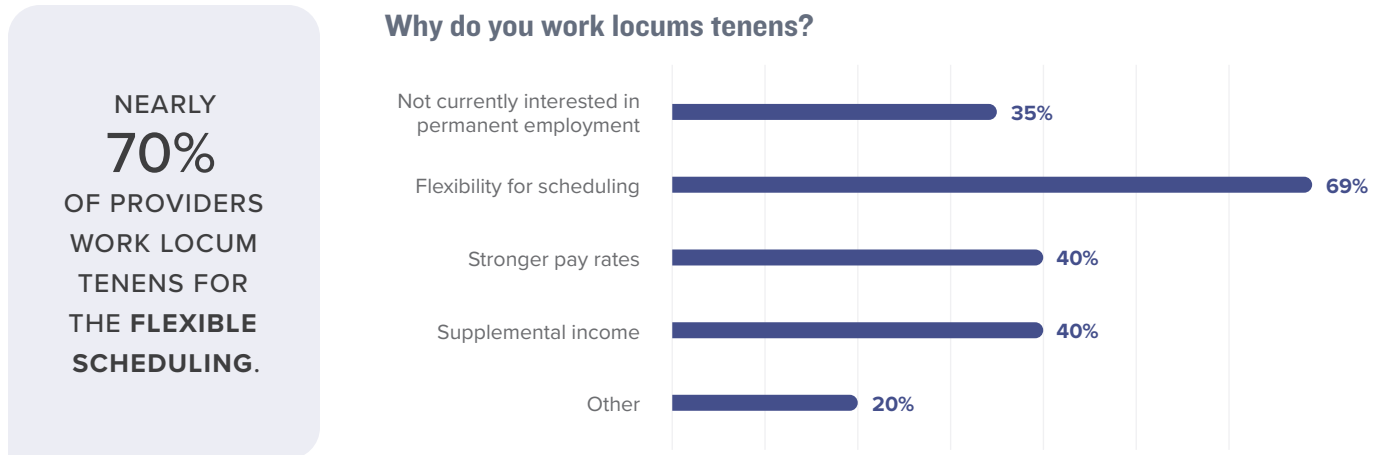 NEARLY
70%
OF PROVIDERS
WORK LOCUM
TENENS FOR
THE FLEXIBLE
SCHEDULING.
Why do you work locums tenens?
Not currently interested in
permanent employment
35%
Flexibility for scheduling
69%
Stronger pay rates
40%
Supplemental income
40%
Other
20%